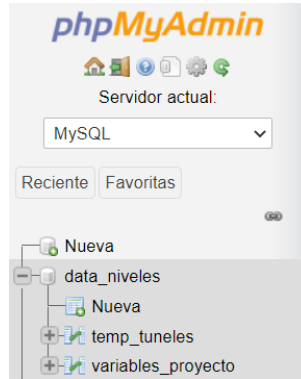 phpMyAdmin
Servidor actual:
MySQL
Reciente Favoritas
Nueva
data_niveles
Nueva
temp_tuneles
variables_proyecto